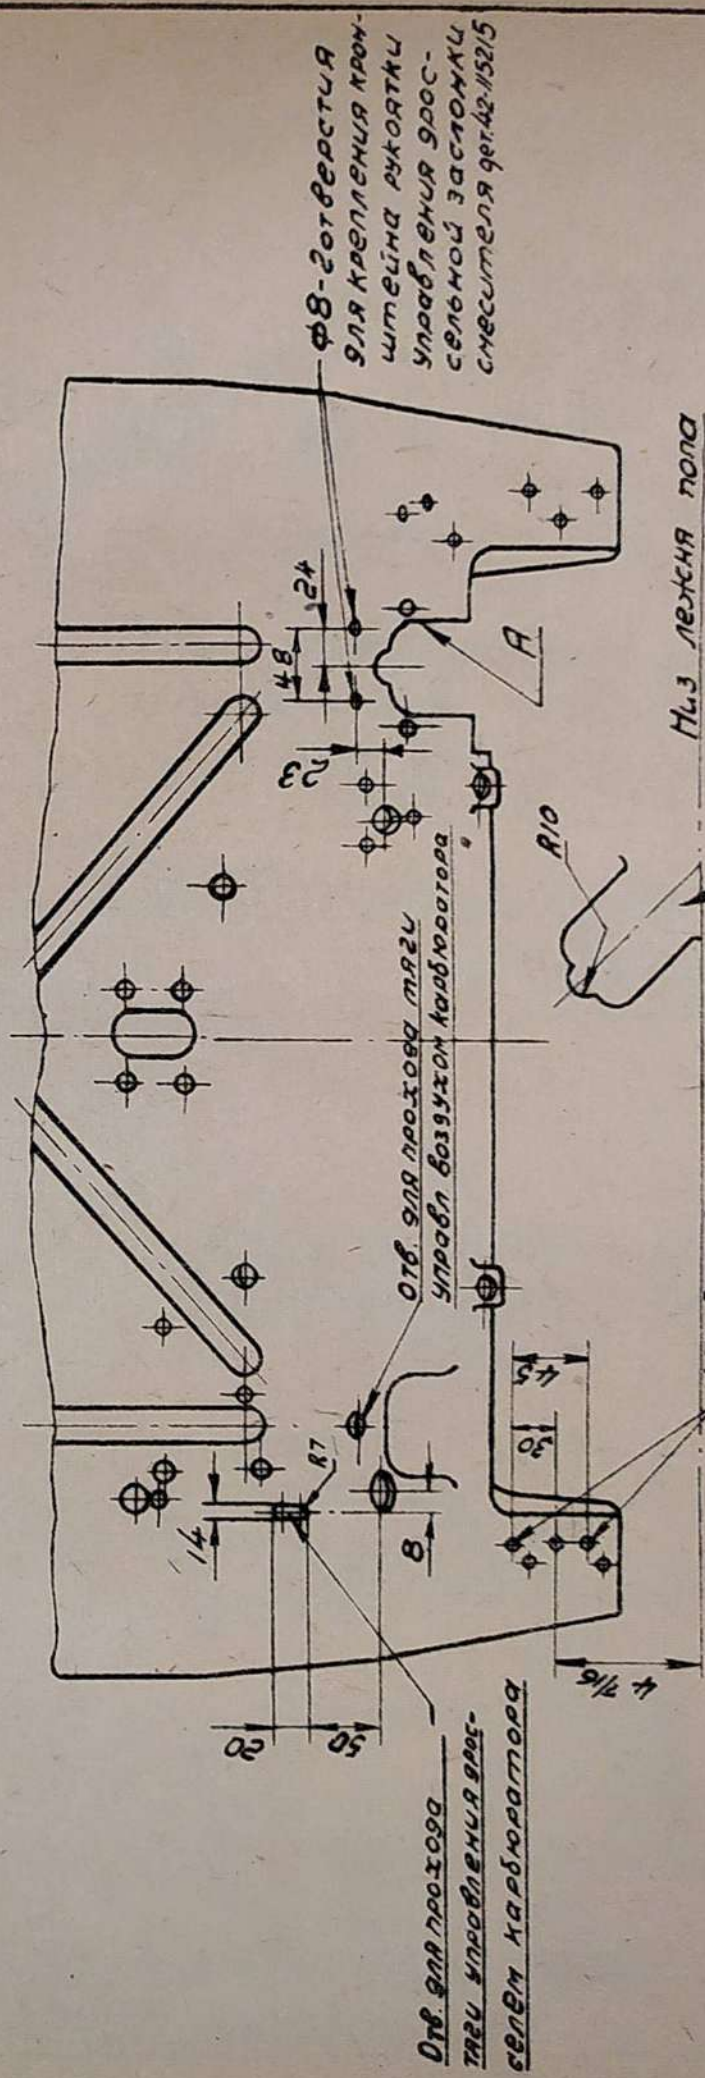 Ф8-2 отверстия
для крепления крон-
штейна рукоятки
управления дрос-
сельной заслонки
смесителя дет.42-115215
24
48
23
А
R10
Низ лежня пола
Отв. для прохода тяги
управл воздухом карбюратора
14
R7
20
50
8
45
30
4 7/16
Отв. для прохода
тяги управления дрос-
селем карбюратора